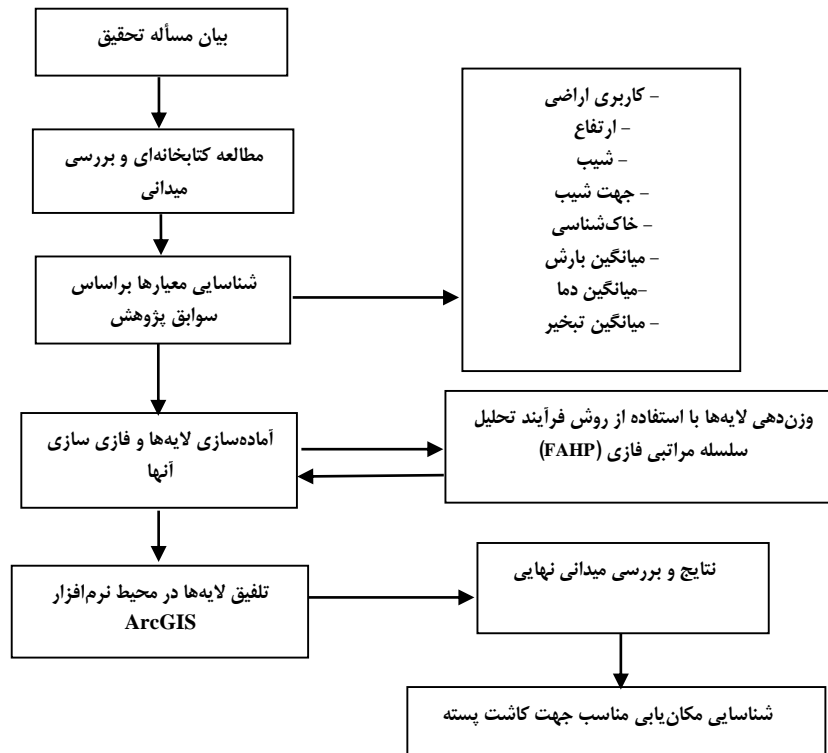 بیان مسأله تحقیق
مطالعه کتابخانه‌ای و بررسی
میدانی
شناسایی معیارها براساس
سوابق پژوهش
- کاربری اراضی
- ارتفاع
- شیب
- جهت شیب
- خاک‌شناسی
- میانگین بارش
-میانگین دما
- میانگین تبخیر
آماده‌سازی لایه‌ها و فازی سازی
آنها
وزن‌دهی لایه‌ها با استفاده از روش فرآیند تحلیل
سلسله مراتبی فازی (FAHP)
تلفیق لایه‌ها در محیط نرم‌افزار
ArcGIS
نتایج و بررسی میدانی نهایی
شناسایی مکان‌یابی مناسب جهت کاشت پسته